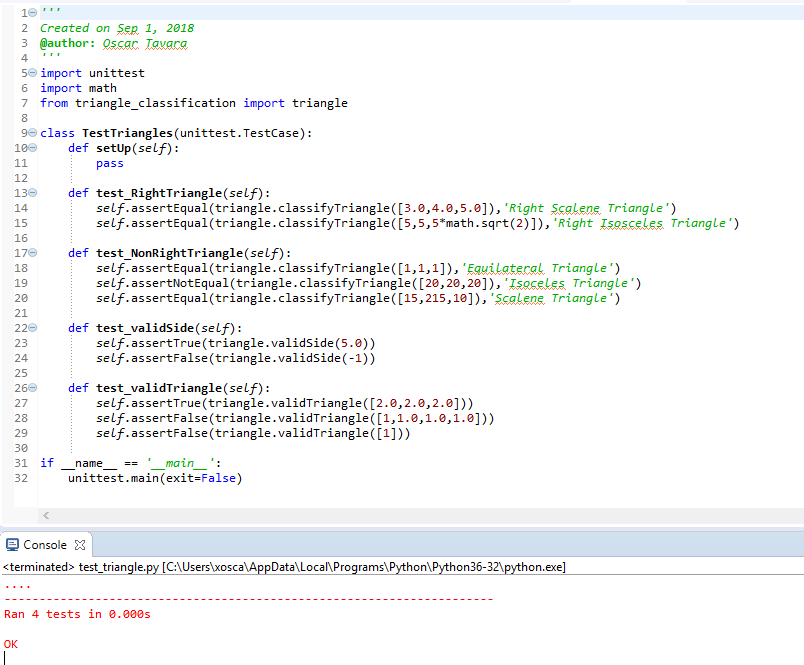 1 '''
2 Created on Sep 1, 2018
3 @author: Oscar Tavara
4 '''
5 import unittest
6 import math
7 from triangle_classification import triangle
8
9 class TestTriangles(unittest.TestCase):
10     def setUp(self):
11         pass
12
13     def test_RightTriangle(self):
14         self.assertEqual(triangle.classifyTriangle([3.0,4.0,5.0]),'Right Scalene Triangle')
15         self.assertEqual(triangle.classifyTriangle([5,5,5*math.sqrt(2)]),'Right Isosceles Triangle')
16
17     def test_NonRightTriangle(self):
18         self.assertEqual(triangle.classifyTriangle([1,1,1]),'Equilateral Triangle')
19         self.assertNotEqual(triangle.classifyTriangle([20,20,20]),'Isoceles Triangle')
20         self.assertEqual(triangle.classifyTriangle([15,215,10]),'Scalene Triangle')
21
22     def test_validSide(self):
23         self.assertTrue(triangle.validSide(5.0))
24         self.assertFalse(triangle.validSide(-1))
25
26     def test_validTriangle(self):
27         self.assertTrue(triangle.validTriangle([2.0,2.0,2.0]))
28         self.assertFalse(triangle.validTriangle([1,1.0,1.0,1.0]))
29         self.assertFalse(triangle.validTriangle([1]))
30
31 if __name__ == '__main__':
32     unittest.main(exit=False)
Console
<terminated> test_triangle.py [C:\Users\xosca\AppData\Local\Programs\Python\Python36-32\python.exe]
....
----------------------------------------------------------------------
Ran 4 tests in 0.000s
OK